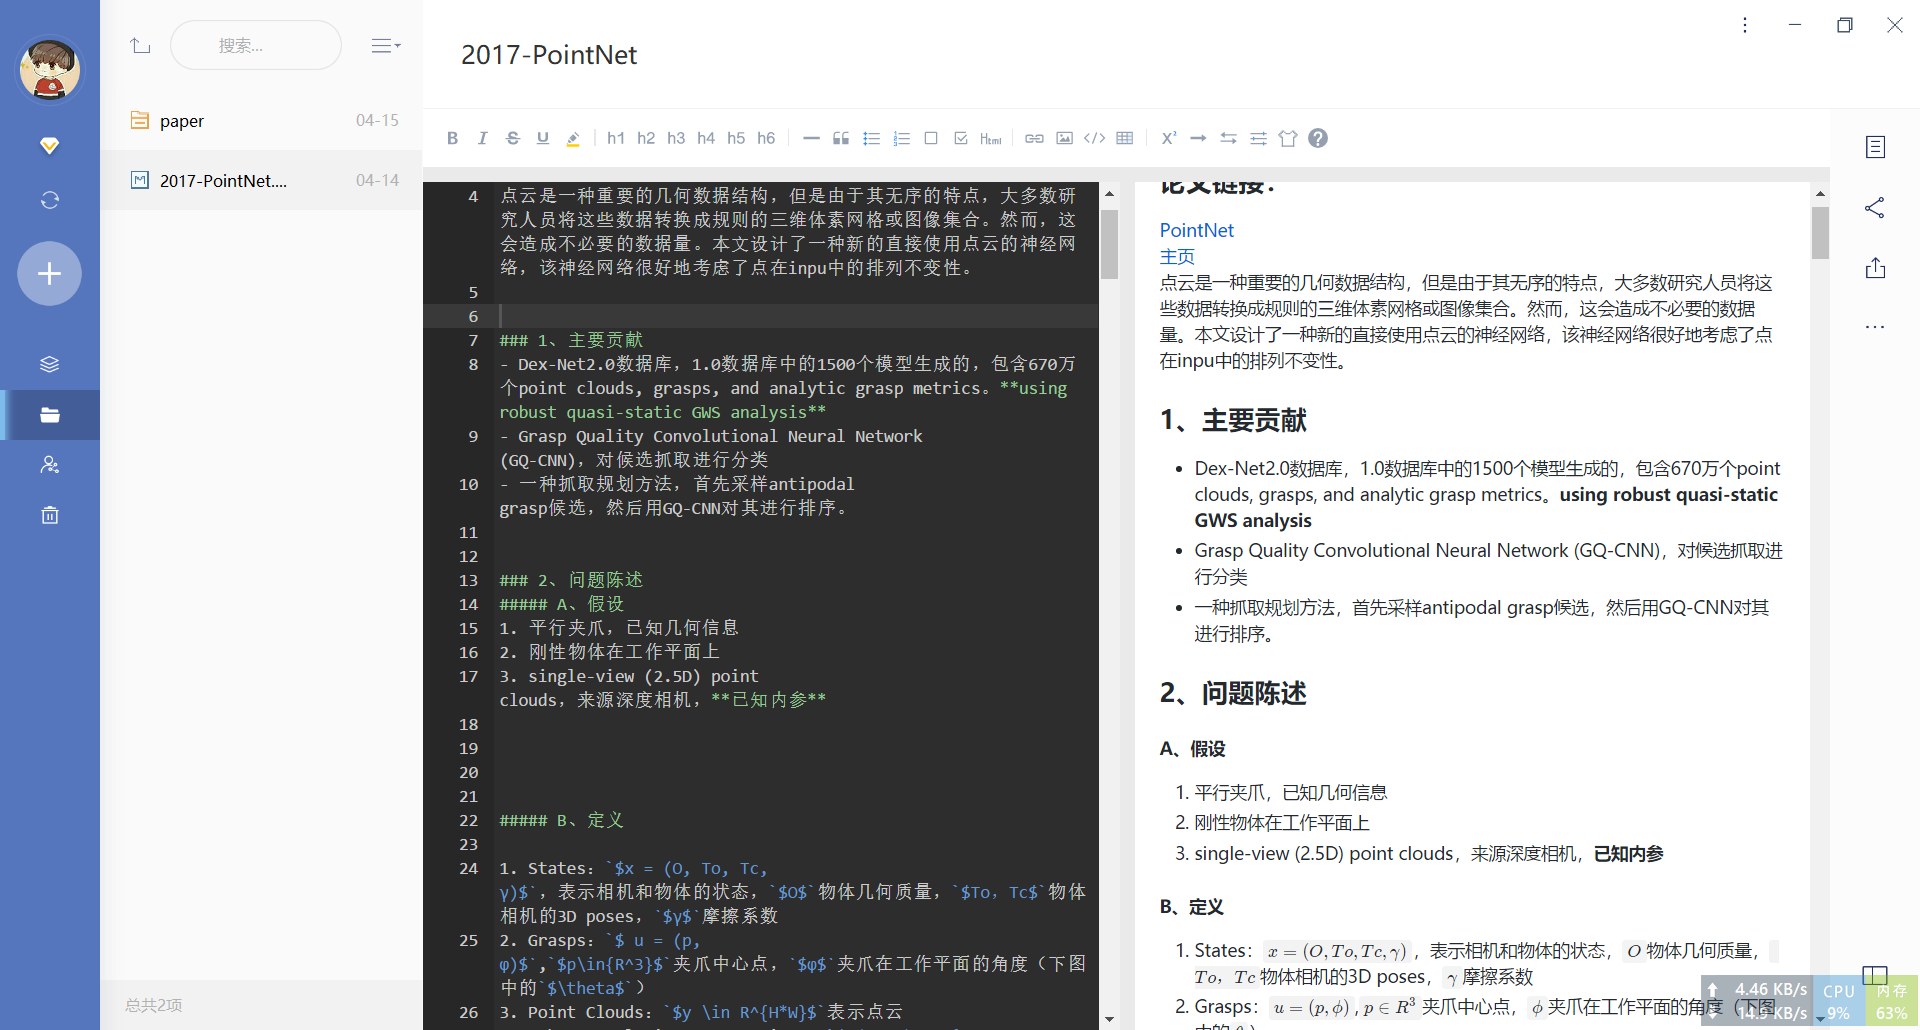 搜索...
2017-PointNet
paper 04-15
2017-PointNet.... 04-14
总共2项
B I S U h1 h2 h3 h4 h5 h6 Html X²
4 点云是一种重要的几何数据结构，但是由于其无序的特点，大多数研
究人员将这些数据转换成规则的三维体素网格或图像集合。然而，这
会造成不必要的数据量。本文设计了一种新的直接使用点云的神经网
络，该神经网络很好地考虑了点在inpu中的排列不变性。
5
6
7 ### 1、主要贡献
8 - Dex-Net2.0数据库，1.0数据库中的1500个模型生成的，包含670万
个point clouds, grasps, and analytic grasp metrics。**using
robust quasi-static GWS analysis**
9 - Grasp Quality Convolutional Neural Network
(GQ-CNN)，对候选抓取进行分类
10 - 一种抓取规划方法，首先采样antipodal
grasp候选，然后用GQ-CNN对其进行排序。
11
12
13 ### 2、问题陈述
14 ##### A、假设
15 1. 平行夹爪，已知几何信息
16 2. 刚性物体在工作平面上
17 3. single-view (2.5D) point
clouds，来源深度相机，**已知内参**
18
19
20
21
22 ##### B、定义
23
24 1. States：`$x = (O, To, Tc,
γ)$`，表示相机和物体的状态，`$O$`物体几何质量，`$To，Tc$`物体
相机的3D poses，`$γ$`摩擦系数
25 2. Grasps：`$ u = (p,
φ)$`,`$p\in{R^3}$`夹爪中心点，`$φ$`夹爪在工作平面的角度（下图
中的`$\theta$`）
26 3. Point Clouds：`$y \in R^{H*W}$`表示点云
论文链接：
PointNet
主页
点云是一种重要的几何数据结构，但是由于其无序的特点，大多数研究人员将这
些数据转换成规则的三维体素网格或图像集合。然而，这会造成不必要的数据
量。本文设计了一种新的直接使用点云的神经网络，该神经网络很好地考虑了点
在inpu中的排列不变性。
1、主要贡献
• Dex-Net2.0数据库，1.0数据库中的1500个模型生成的，包含670万个point
clouds, grasps, and analytic grasp metrics。using robust quasi-static
GWS analysis
• Grasp Quality Convolutional Neural Network (GQ-CNN)，对候选抓取进
行分类
• 一种抓取规划方法，首先采样antipodal grasp候选，然后用GQ-CNN对其
进行排序。
2、问题陈述
A、假设
1. 平行夹爪，已知几何信息
2. 刚性物体在工作平面上
3. single-view (2.5D) point clouds，来源深度相机，已知内参
B、定义
1. States： x = (O, To, Tc, γ) ，表示相机和物体的状态， O 物体几何质量，
To，Tc 物体相机的3D poses， γ 摩擦系数
2. Grasps： u = (p, ϕ) , p ∈ R³ 夹爪中心点， ϕ 夹爪在工作平面的角度（下图
4.46 KB/s CPU 内存
14.9 KB/s 9% 63%